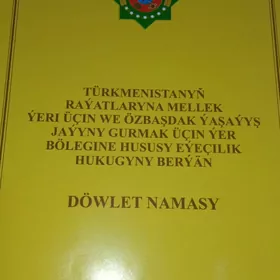 TÜRKMENISTANYŇ
RAÝATLARYNA MELLEK
ÝERI ÜÇIN WE ÖZBAŞDAK ÝAŞAÝYŞ
JAÝYNY GURMAK ÜÇIN ÝER
BÖLEGINE HUSUSY EÝEÇILIK
HUKUGYNY BERÝÄN
DÖWLET NAMASY